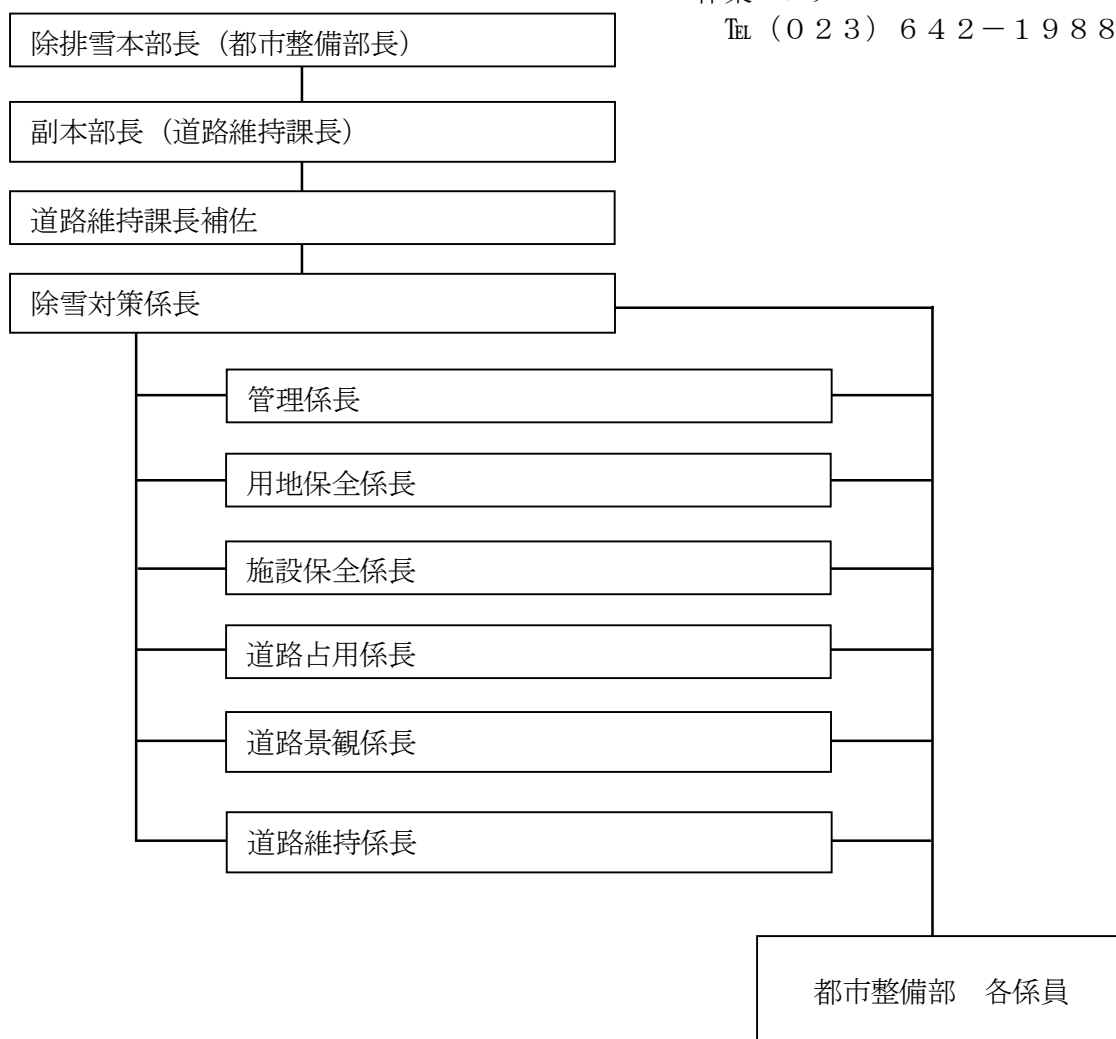 ℡（０２３）６４２－１９８８
除排雪本部長（都市整備部長）
副本部長（道路維持課長）
道路維持課長補佐
除雪対策係長
管理係長
用地保全係長
施設保全係長
道路占用係長
道路景観係長
道路維持係長
都市整備部　各係員